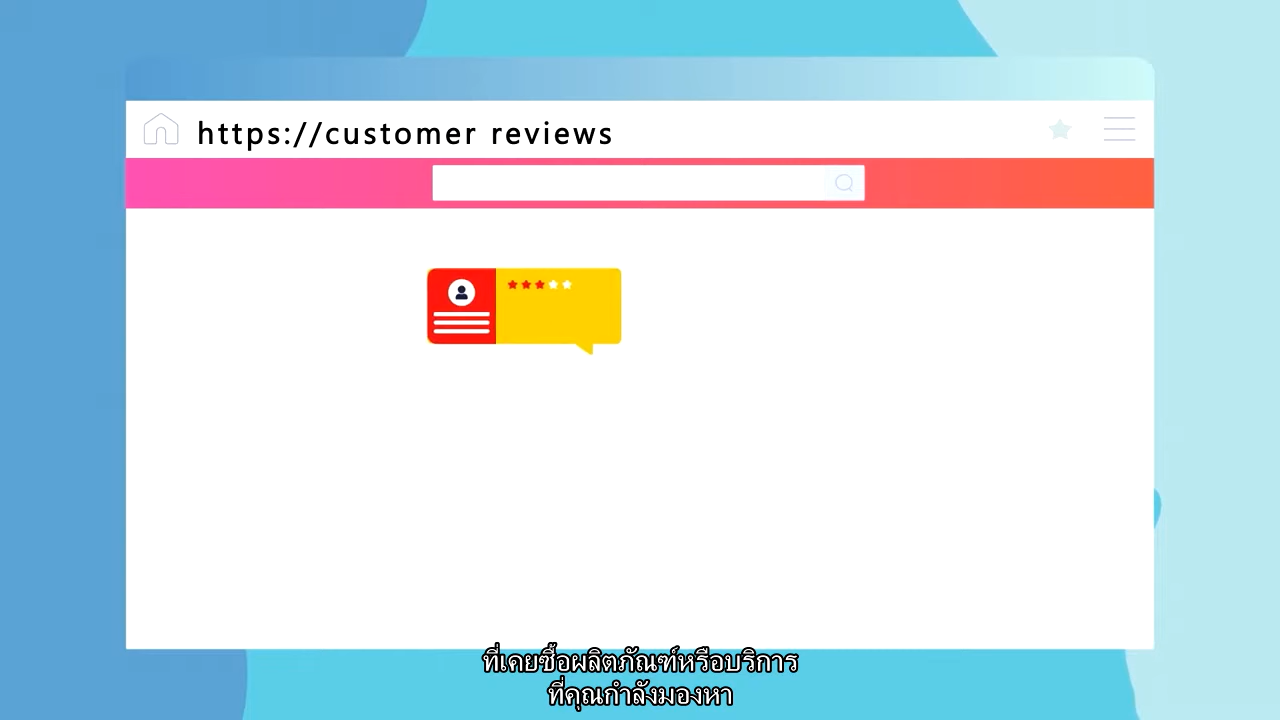 https://customer reviews
ที่เคยซื้อผลิตภัณฑ์หรือบริการ
ที่คุณกำลังมองหา